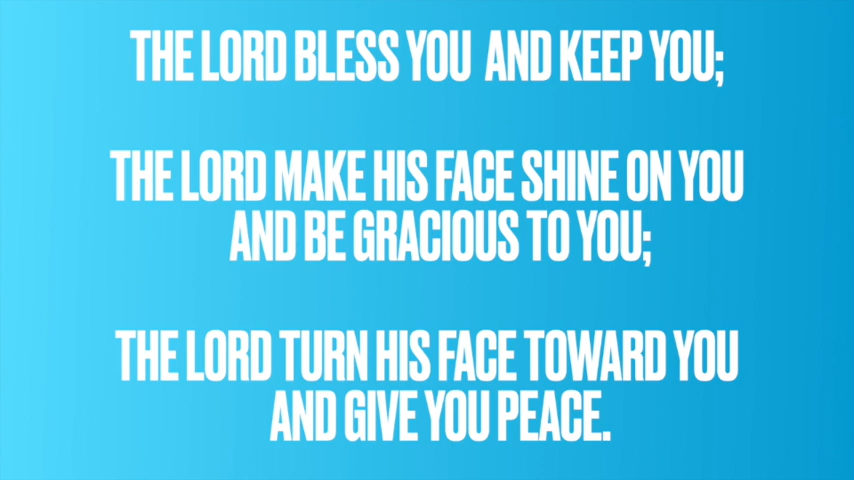 THE LORD BLESS YOU AND KEEP YOU;
THE LORD MAKE HIS FACE SHINE ON YOU
AND BE GRACIOUS TO YOU;
THE LORD TURN HIS FACE TOWARD YOU
AND GIVE YOU PEACE.